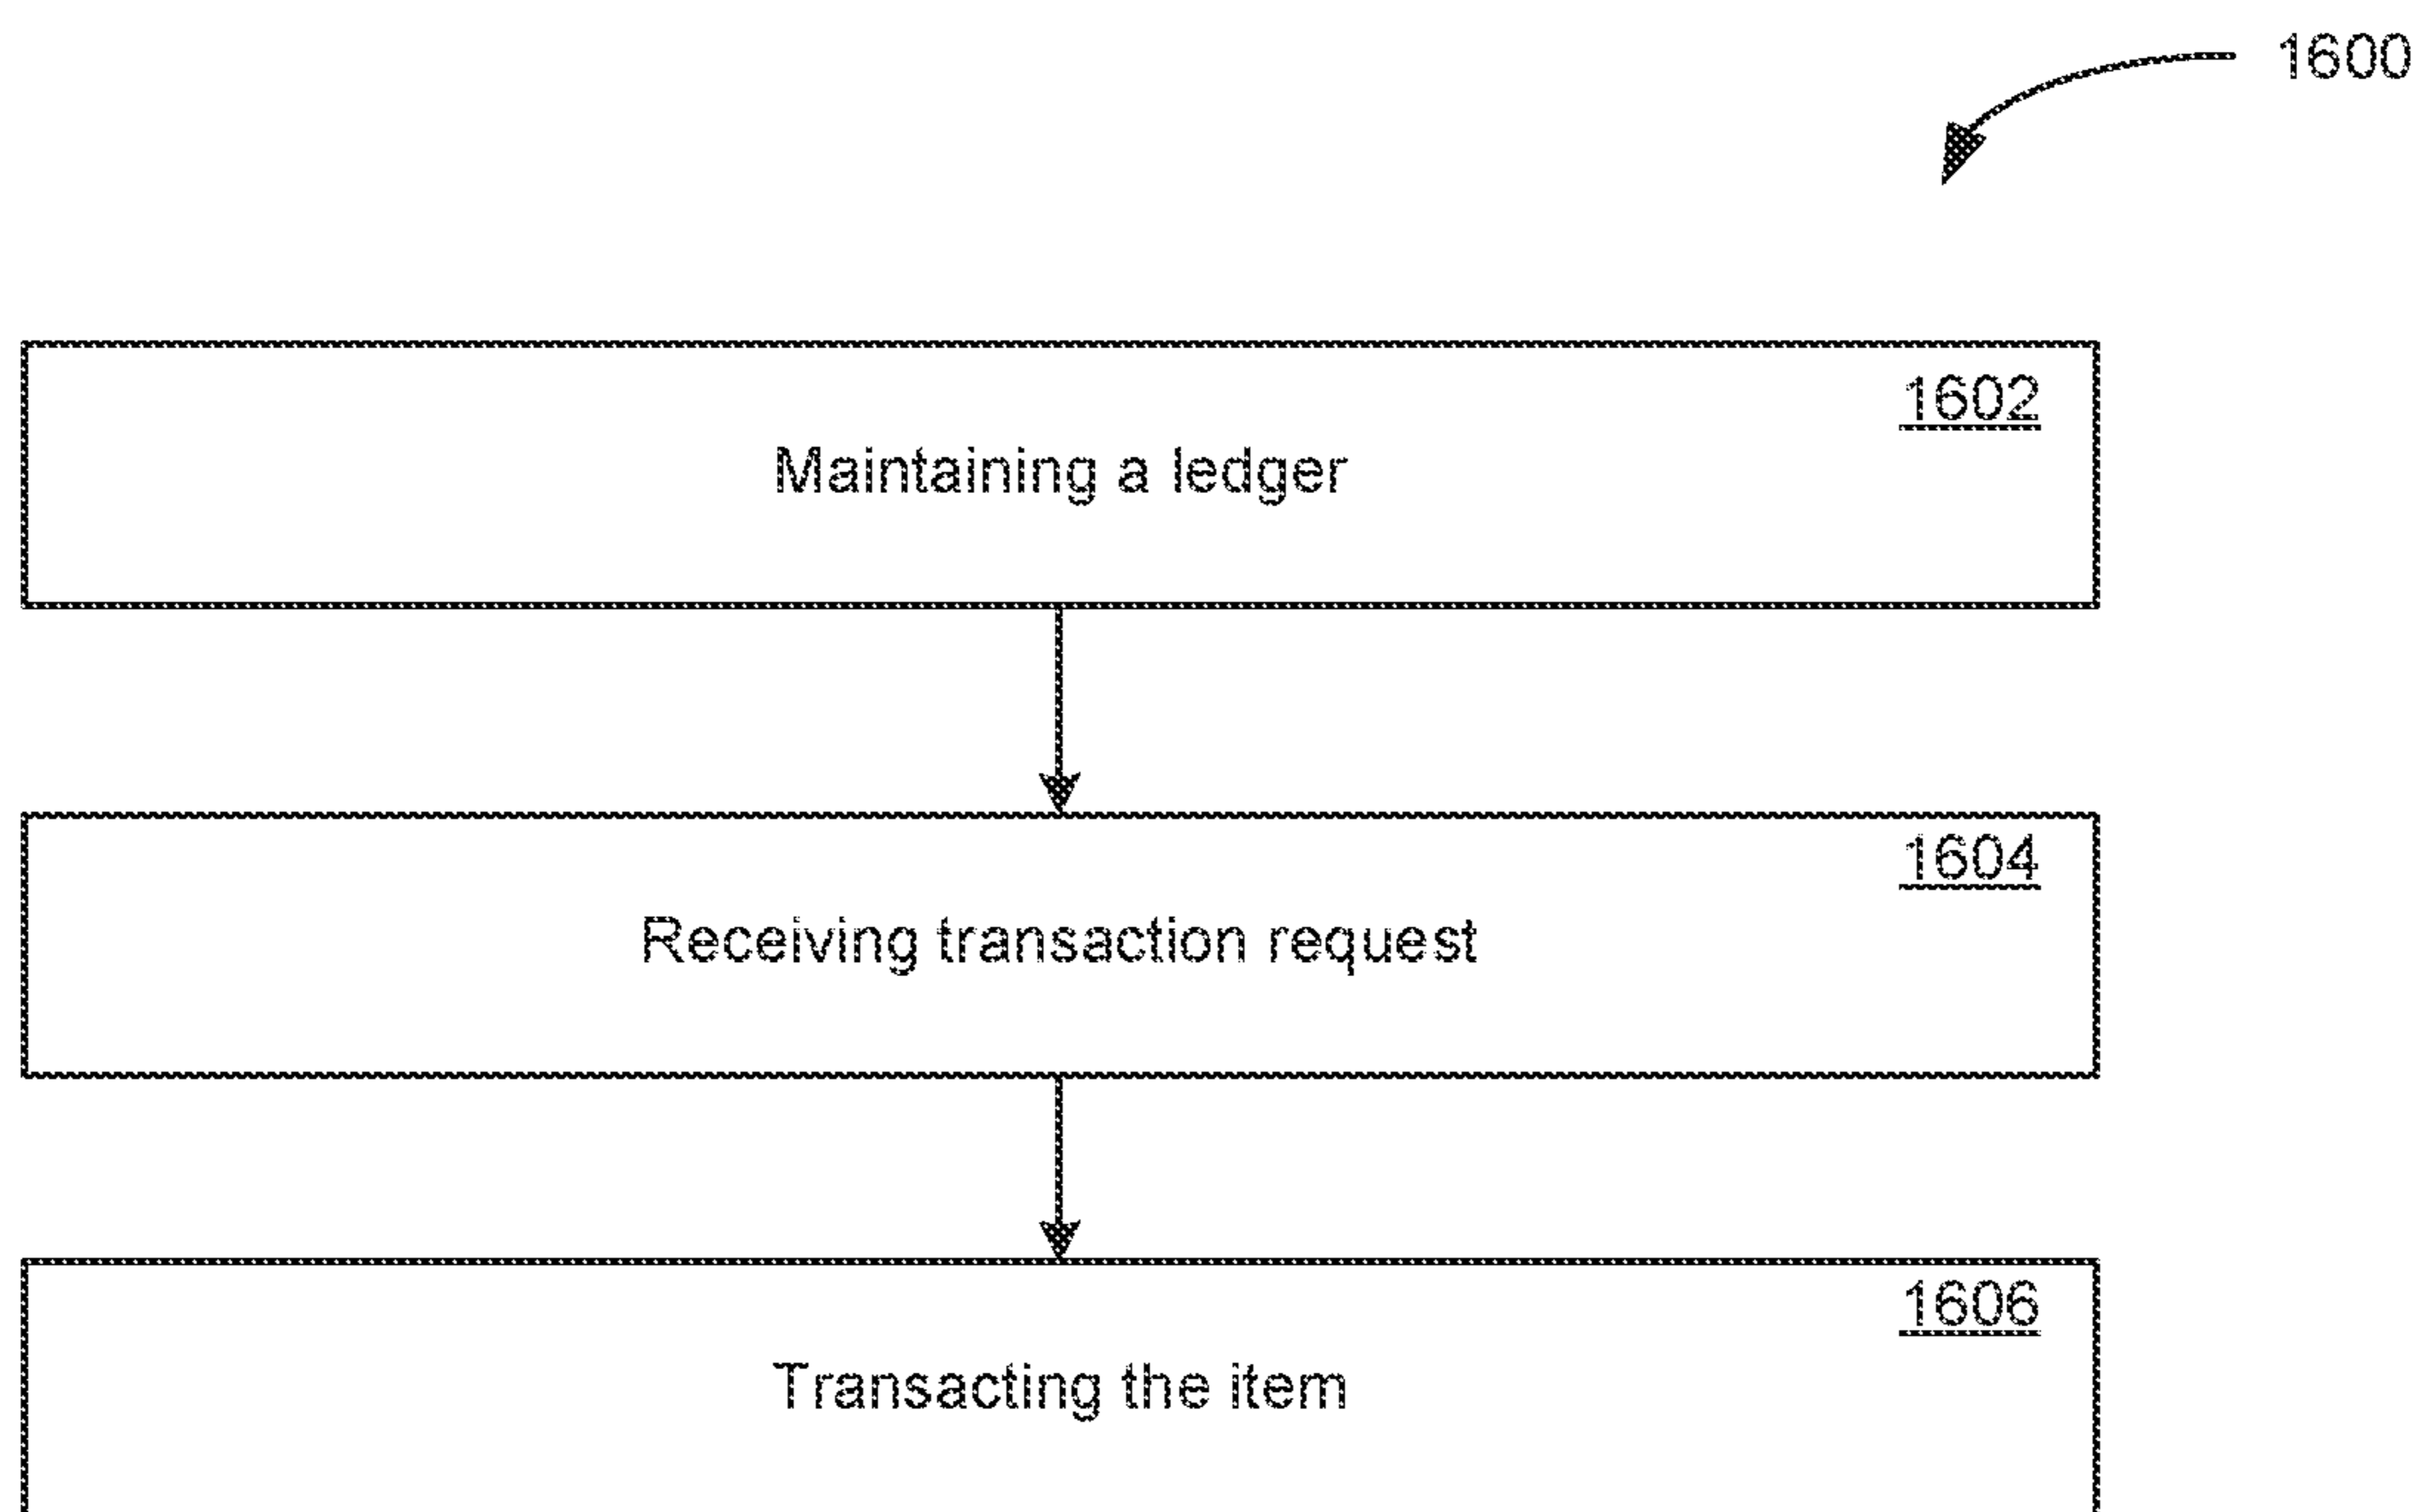 1600
1602
Maintaining a ledger
1604
Receiving transaction request
1606
Transacting the item